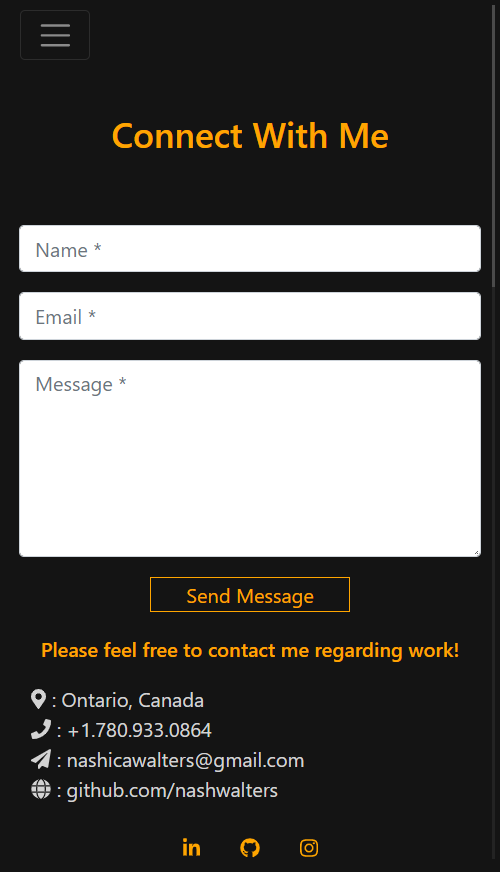 Connect With Me
Name *
Email *
Message *
Send Message
Please feel free to contact me regarding work!
: Ontario, Canada
: +1.780.933.0864
: nashicawalters@gmail.com
: github.com/nashwalters
in